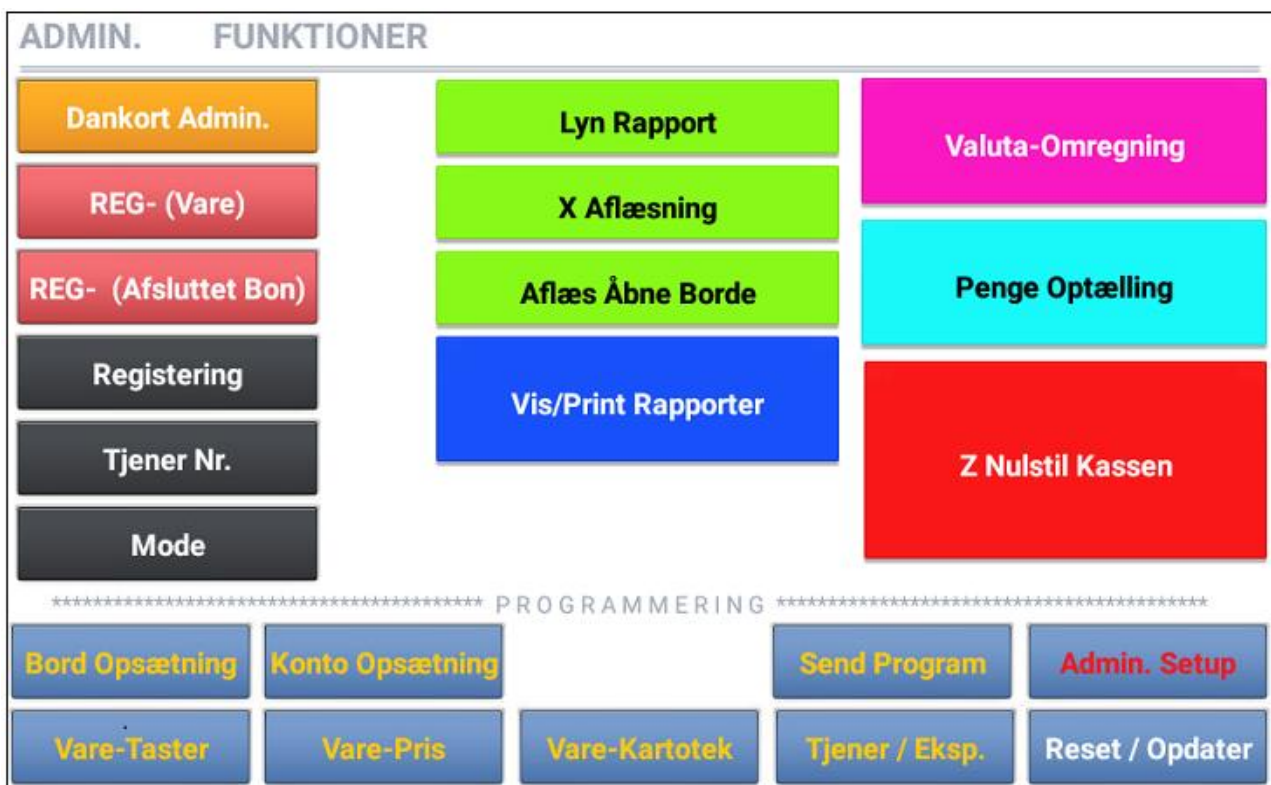 ADMIN. FUNKTIONER
Dankort Admin.
REG- (Vare)
REG- (Afsluttet Bon)
Registering
Tjener Nr.
Mode
Lyn Rapport
X Aflæsning
Aflæs Åbne Borde
Vis/Print Rapporter
Valuta-Omregning
Penge Optælling
Z Nulstil Kassen
****************************************** PROGRAMMERING ******************************************
Bord Opsætning
Konto Opsætning
Send Program
Admin. Setup
Vare-Taster
Vare-Pris
Vare-Kartotek
Tjener / Eksp.
Reset / Opdater